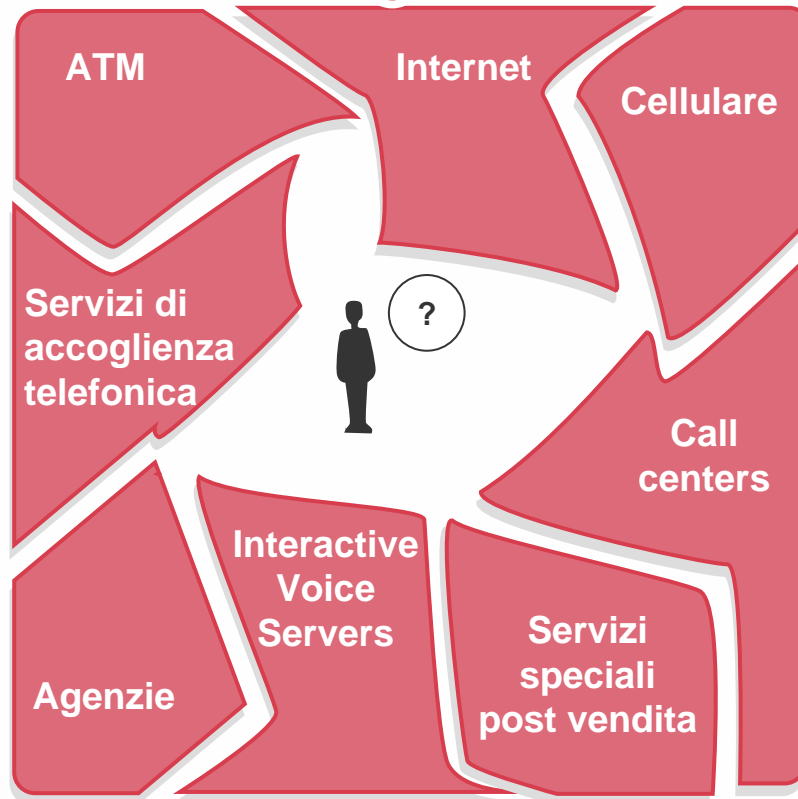 ATM
Internet
Cellulare
Servizi di
accoglienza
telefonica
?
Call
centers
Interactive
Voice
Servers
Servizi
speciali
post vendita
Agenzie